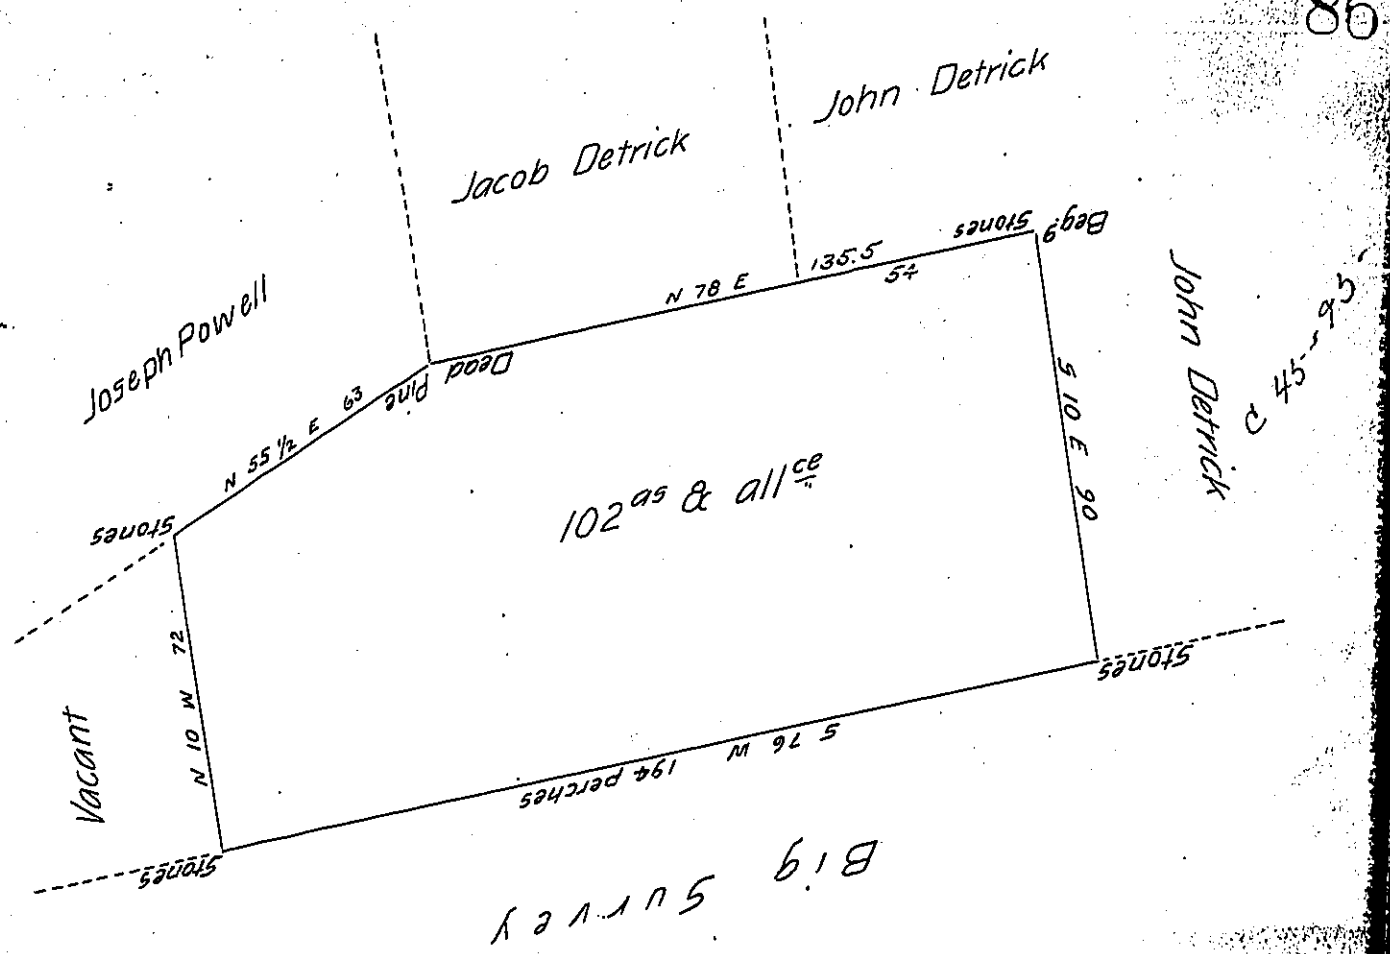 86
John Detrick
Jacob Detrick
Joseph Powell
Stones
Beg.g
135.5
54
N 78 E
Dead
Pine
N 55 1/2 E 63
Stones
John Detrick
C 45--95
S 10 E 90
102 as & all ce
N 10 W 72
Vacant
Stones
S 76 W
194 perches
Stones
Big Survey